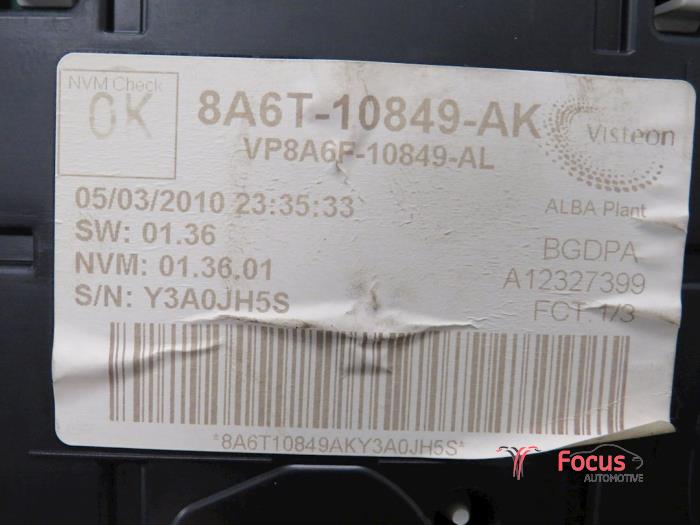 NVM Check
OK
8A6T-10849-AK
VP8A6F-10849-AL
Visteon
05/03/2010 23:35:33
ALBA Plant
SW: 01.36
BGDPA
NVM: 01.36.01
A12327399
S/N: Y3A0JH5S
FCT: 1/3
*8A6T10849AKY3A0JH5S*
Focus
AUTOMOTIVE